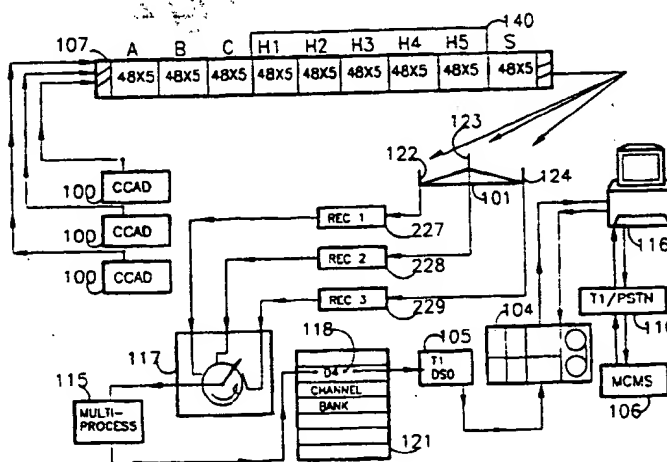 140
107 A B C H1 H2 H3 H4 H5 S
48X5 48X5 48X5 48X5 48X5 48X5 48X5 48X5 48X5
123
122
124
101
100 CCAD
100 CCAD
100 CCAD
REC 1
227
REC 2
228
REC 3
229
116
T1/PSTN
110
MCMS
106
104
105
T1
DS0
118
D4
CHANNEL
BANK
121
117
115
MULTI-
PROCESS